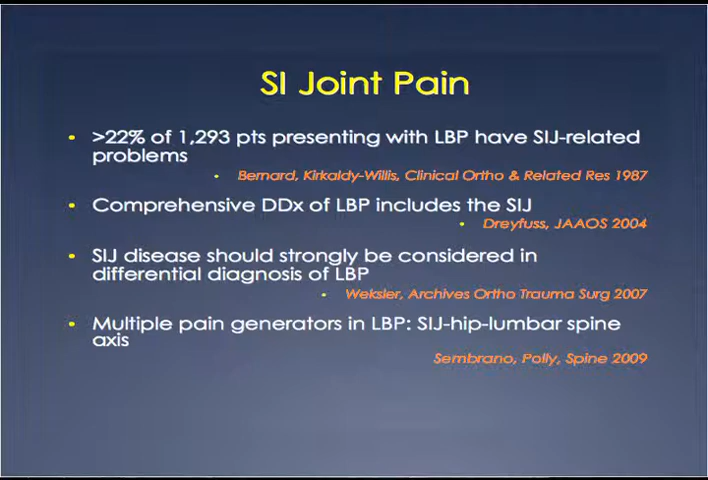 SI Joint Pain
• >22% of 1,293 pts presenting with LBP have SIJ-related
problems
• Bernard, Kirkaldy-Willis, Clinical Ortho & Related Res 1987
• Comprehensive DDx of LBP includes the SIJ
• Dreyfuss, JAAOS 2004
• SIJ disease should strongly be considered in
differential diagnosis of LBP
• Weksler, Archives Ortho Trauma Surg 2007
• Multiple pain generators in LBP: SIJ-hip-lumbar spine
axis
Sembrano, Polly, Spine 2009